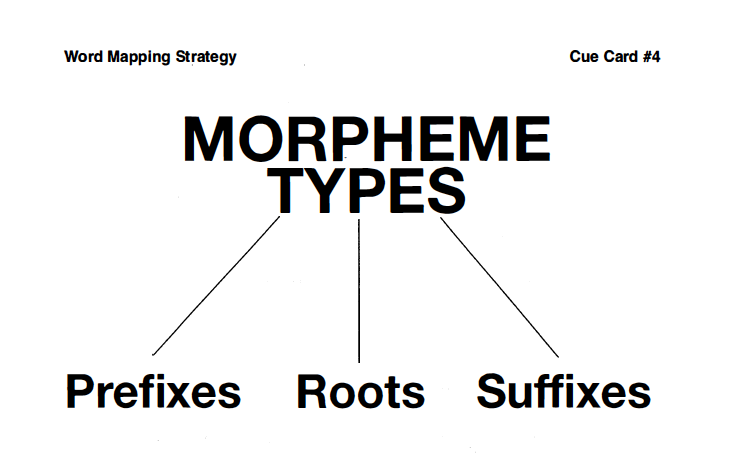 Word Mapping Strategy Cue Card #4
MORPHEME
TYPES
Prefixes Roots Suffixes